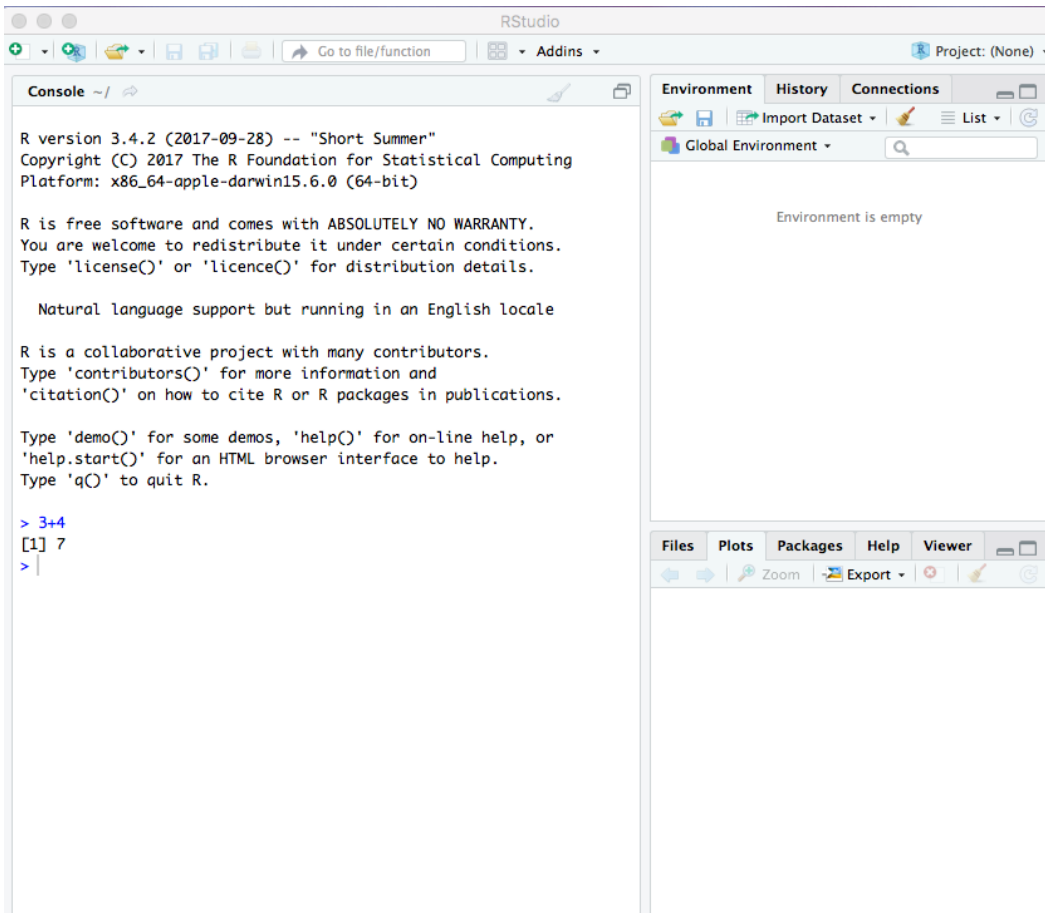 RStudio
Go to file/function
Addins
R Project: (None)
Console ~/
R version 3.4.2 (2017-09-28) -- "Short Summer"
Copyright (C) 2017 The R Foundation for Statistical Computing
Platform: x86_64-apple-darwin15.6.0 (64-bit)
R is free software and comes with ABSOLUTELY NO WARRANTY.
You are welcome to redistribute it under certain conditions.
Type 'license()' or 'licence()' for distribution details.
Natural language support but running in an English locale
R is a collaborative project with many contributors.
Type 'contributors()' for more information and
'citation()' on how to cite R or R packages in publications.
Type 'demo()' for some demos, 'help()' for on-line help, or
'help.start()' for an HTML browser interface to help.
Type 'q()' to quit R.
> 3+4
[1] 7
>
Environment History Connections
Import Dataset List
Global Environment
Environment is empty
Files Plots Packages Help Viewer
Zoom Export